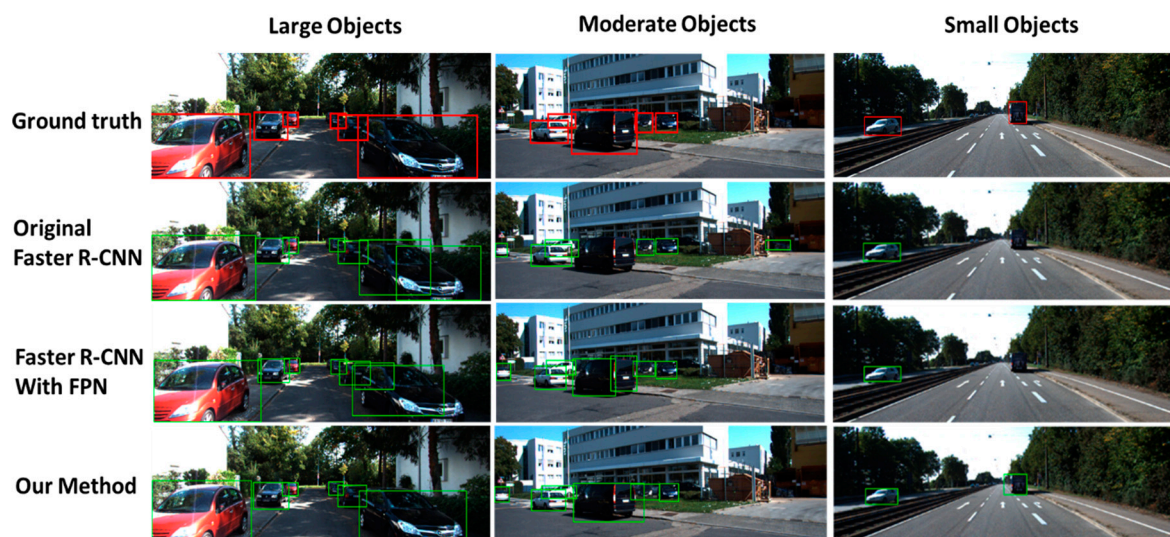 Large Objects
Moderate Objects
Small Objects
Ground truth
Original
Faster R-CNN
Faster R-CNN
With FPN
Our Method